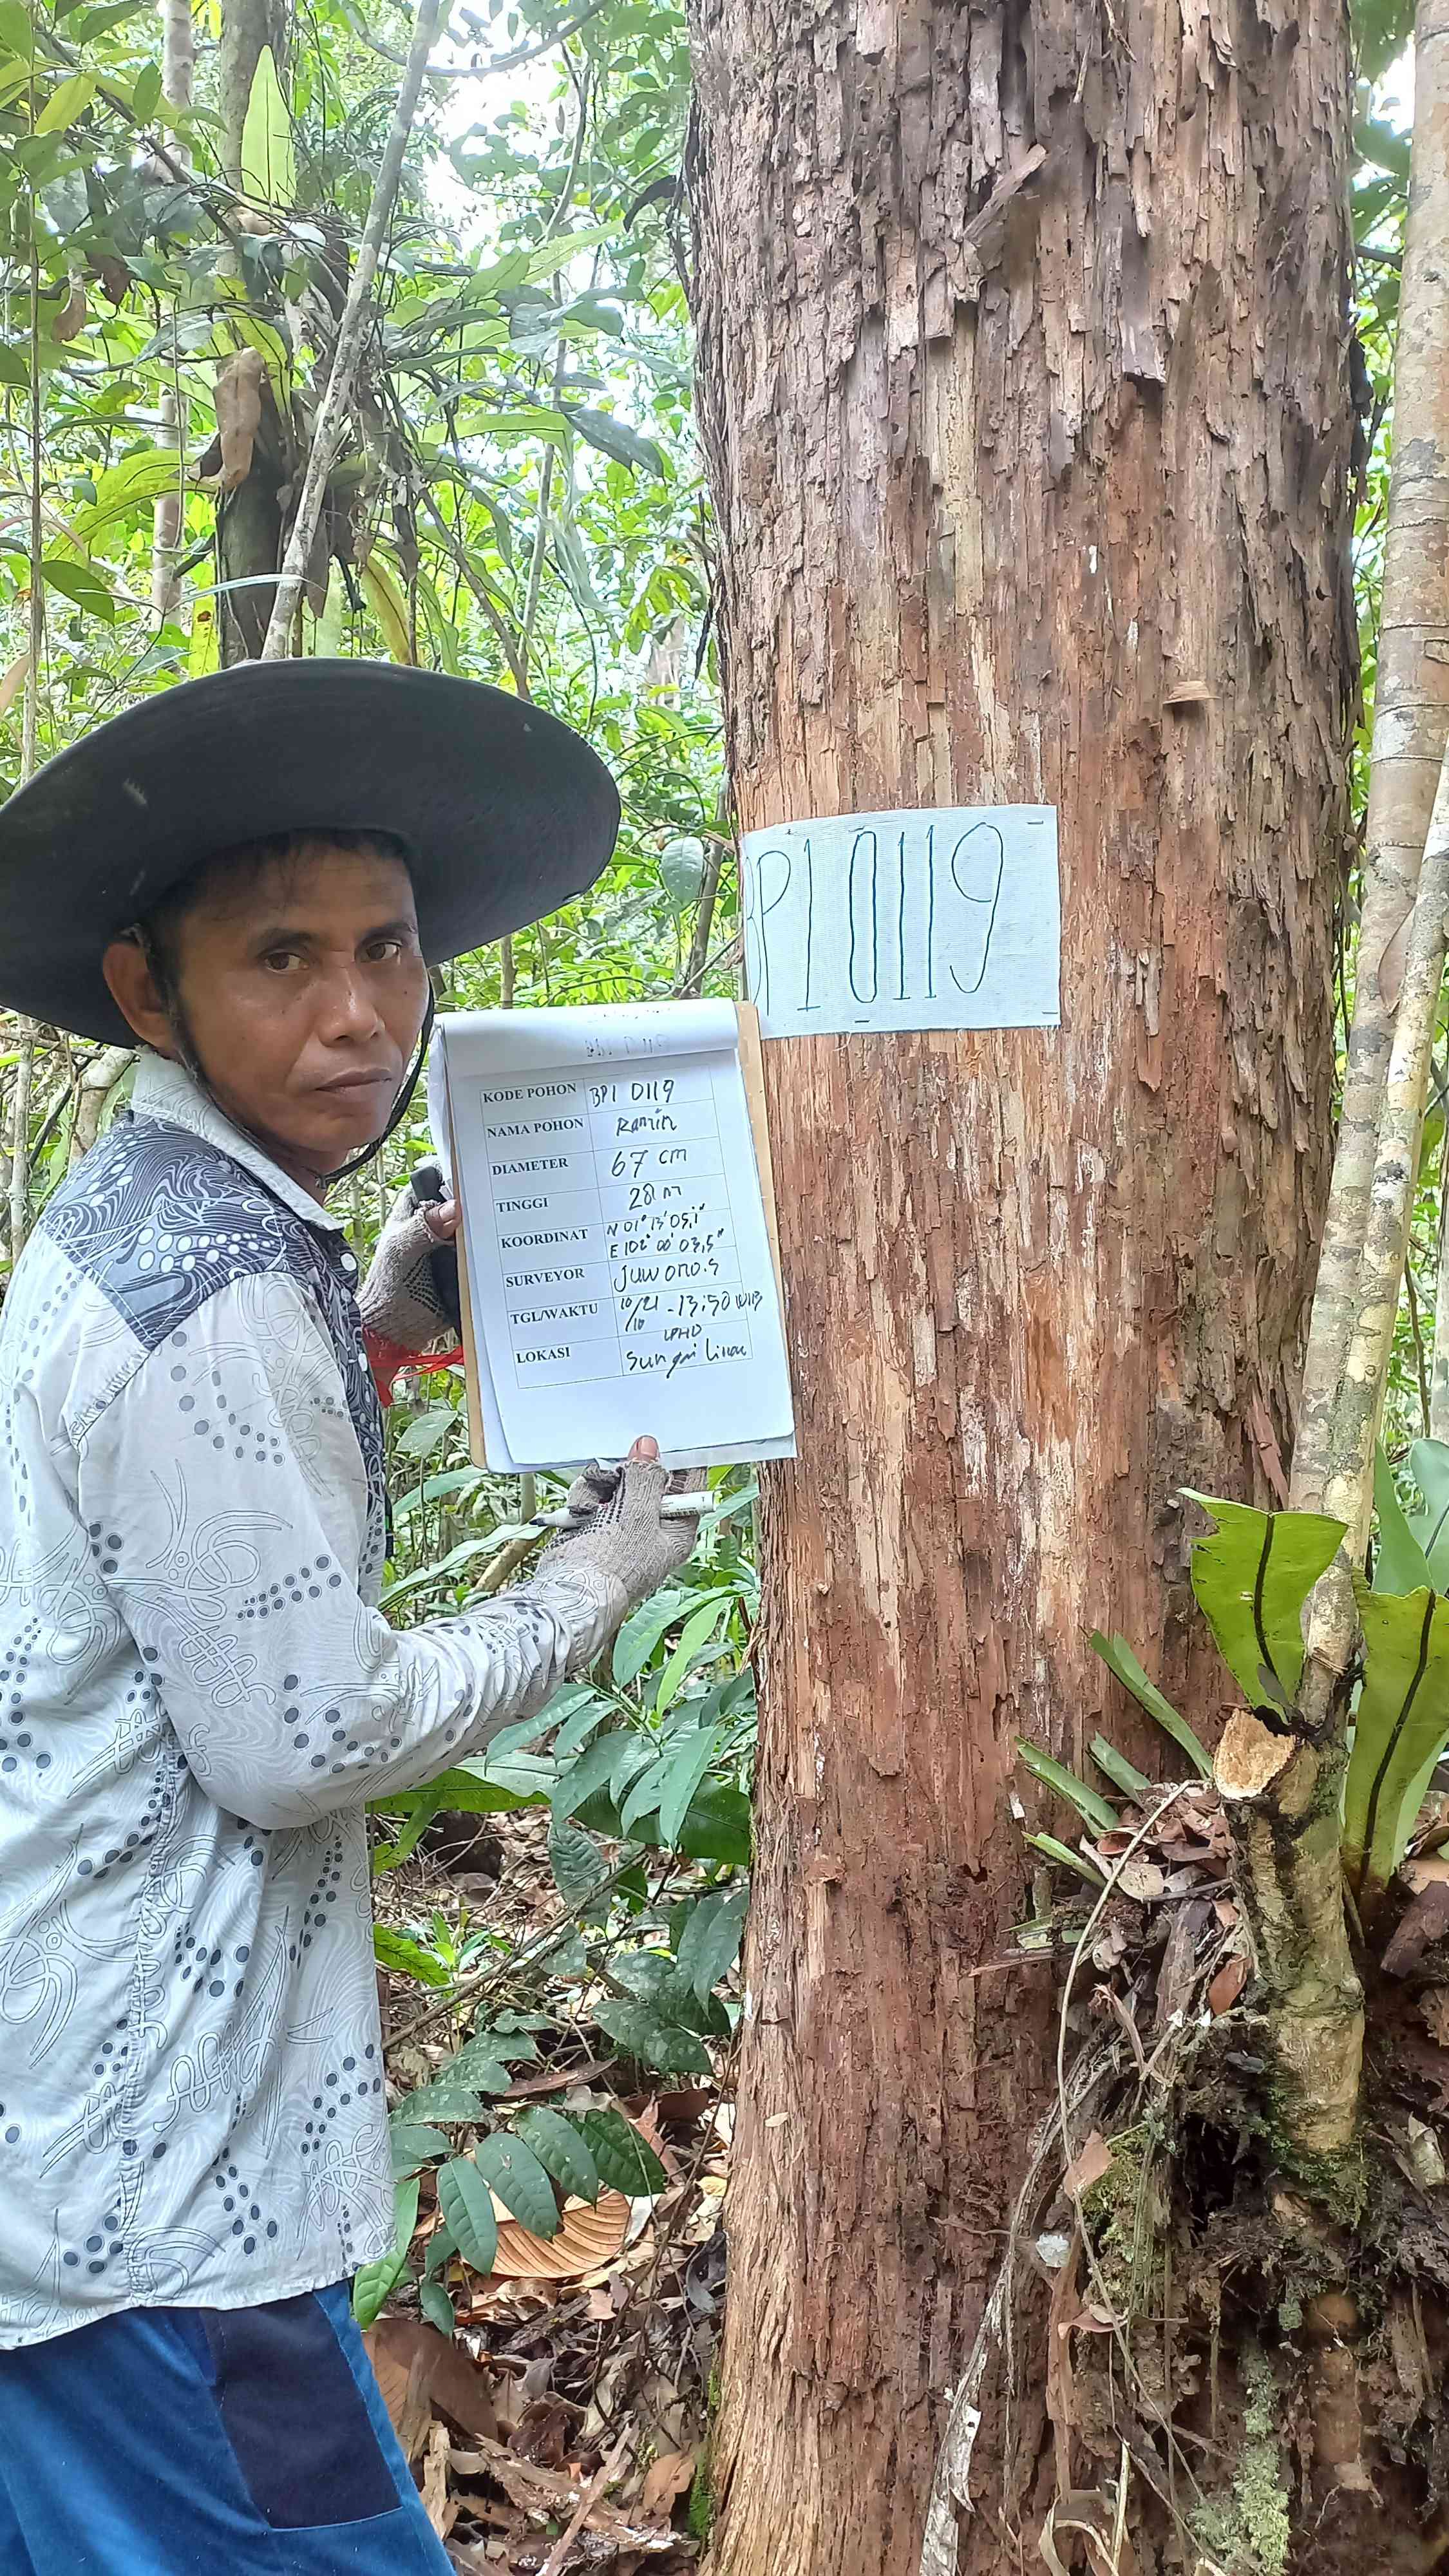 BP1 0119
KODE POHON BP1 0119
NAMA POHON Ramin
DIAMETER 67 cm
TINGGI 28 m
KOORDINAT N 01° 13' 05,1"
E 102° 00' 03,5"
SURVEYOR JUWONO.S
TGL/WAKTU 10/10/21 - 13:50 WIB
LOKASI LPHD
Sungai Linau